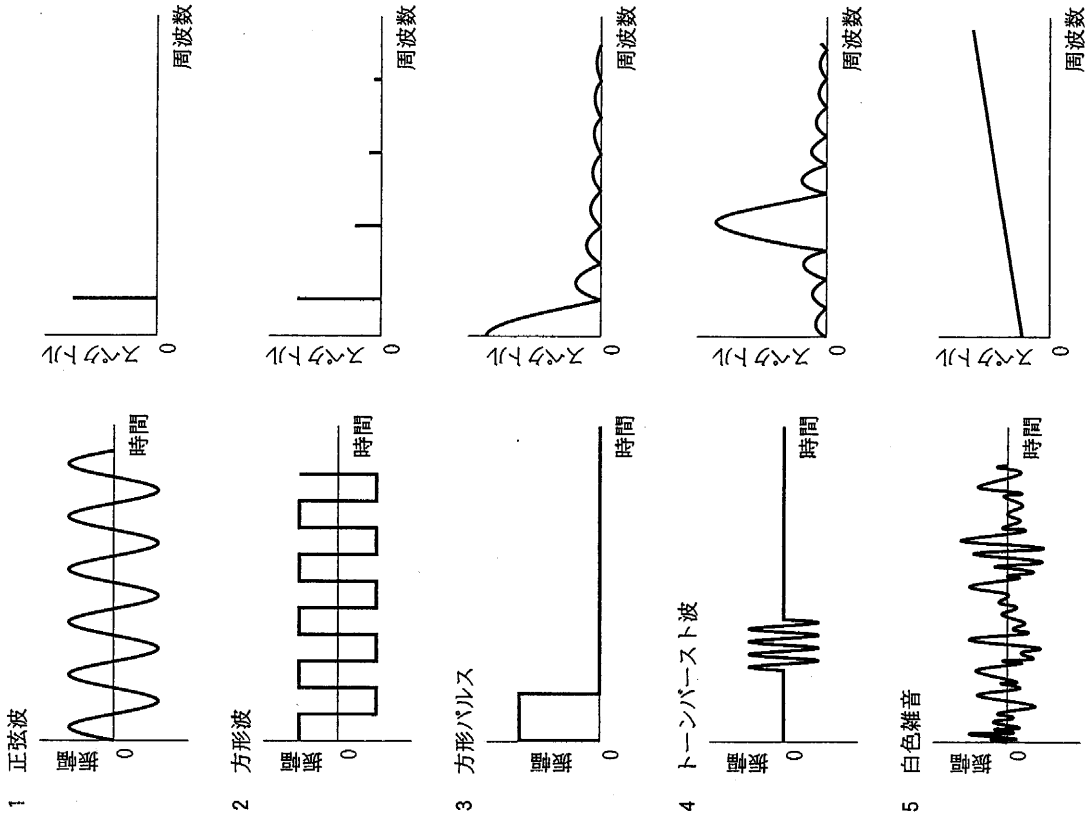 1 正弦波
振幅
0
時間
スペクトル
0
周波数
2 方形波
振幅
0
時間
スペクトル
0
周波数
3 方形パルス
振幅
0
時間
スペクトル
0
周波数
4 トーンバースト波
振幅
0
時間
スペクトル
0
周波数
5 白色雑音
振幅
0
時間
スペクトル
0
周波数